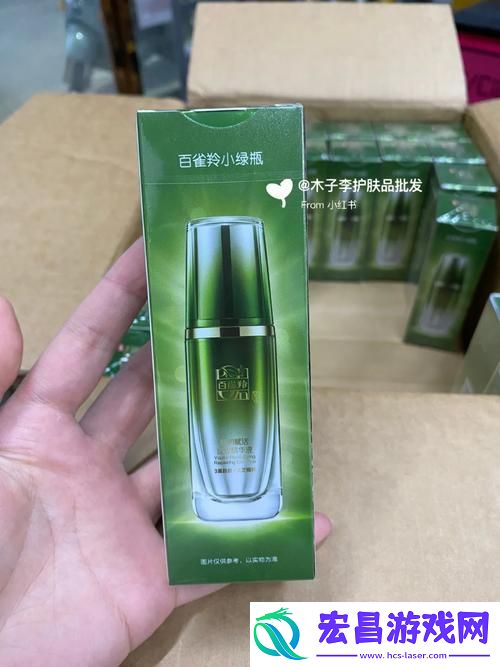 百雀羚小绿瓶
@木子李护肤品批发
From 小红书
百雀羚
图片仅供参考，以实物为准
宏昌游戏网
www.hcs-laser.com